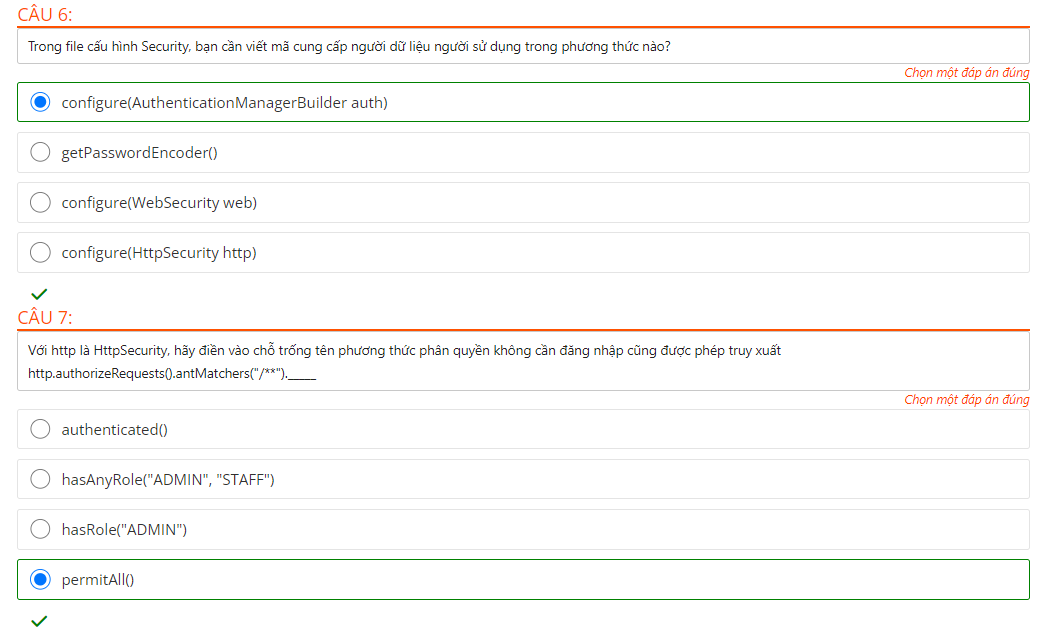 CÂU 6:
Trong file cấu hình Security, bạn cần viết mã cung cấp người dữ liệu người sử dụng trong phương thức nào?
Chọn một đáp án đúng
configure(AuthenticationManagerBuilder auth)
getPasswordEncoder()
configure(WebSecurity web)
configure(HttpSecurity http)
CÂU 7:
Với http là HttpSecurity, hãy điền vào chỗ trống tên phương thức phân quyền không cần đăng nhập cũng được phép truy xuất
http.authorizeRequests().antMatchers("/**").____
Chọn một đáp án đúng
authenticated()
hasAnyRole("ADMIN", "STAFF")
hasRole("ADMIN")
permitAll()